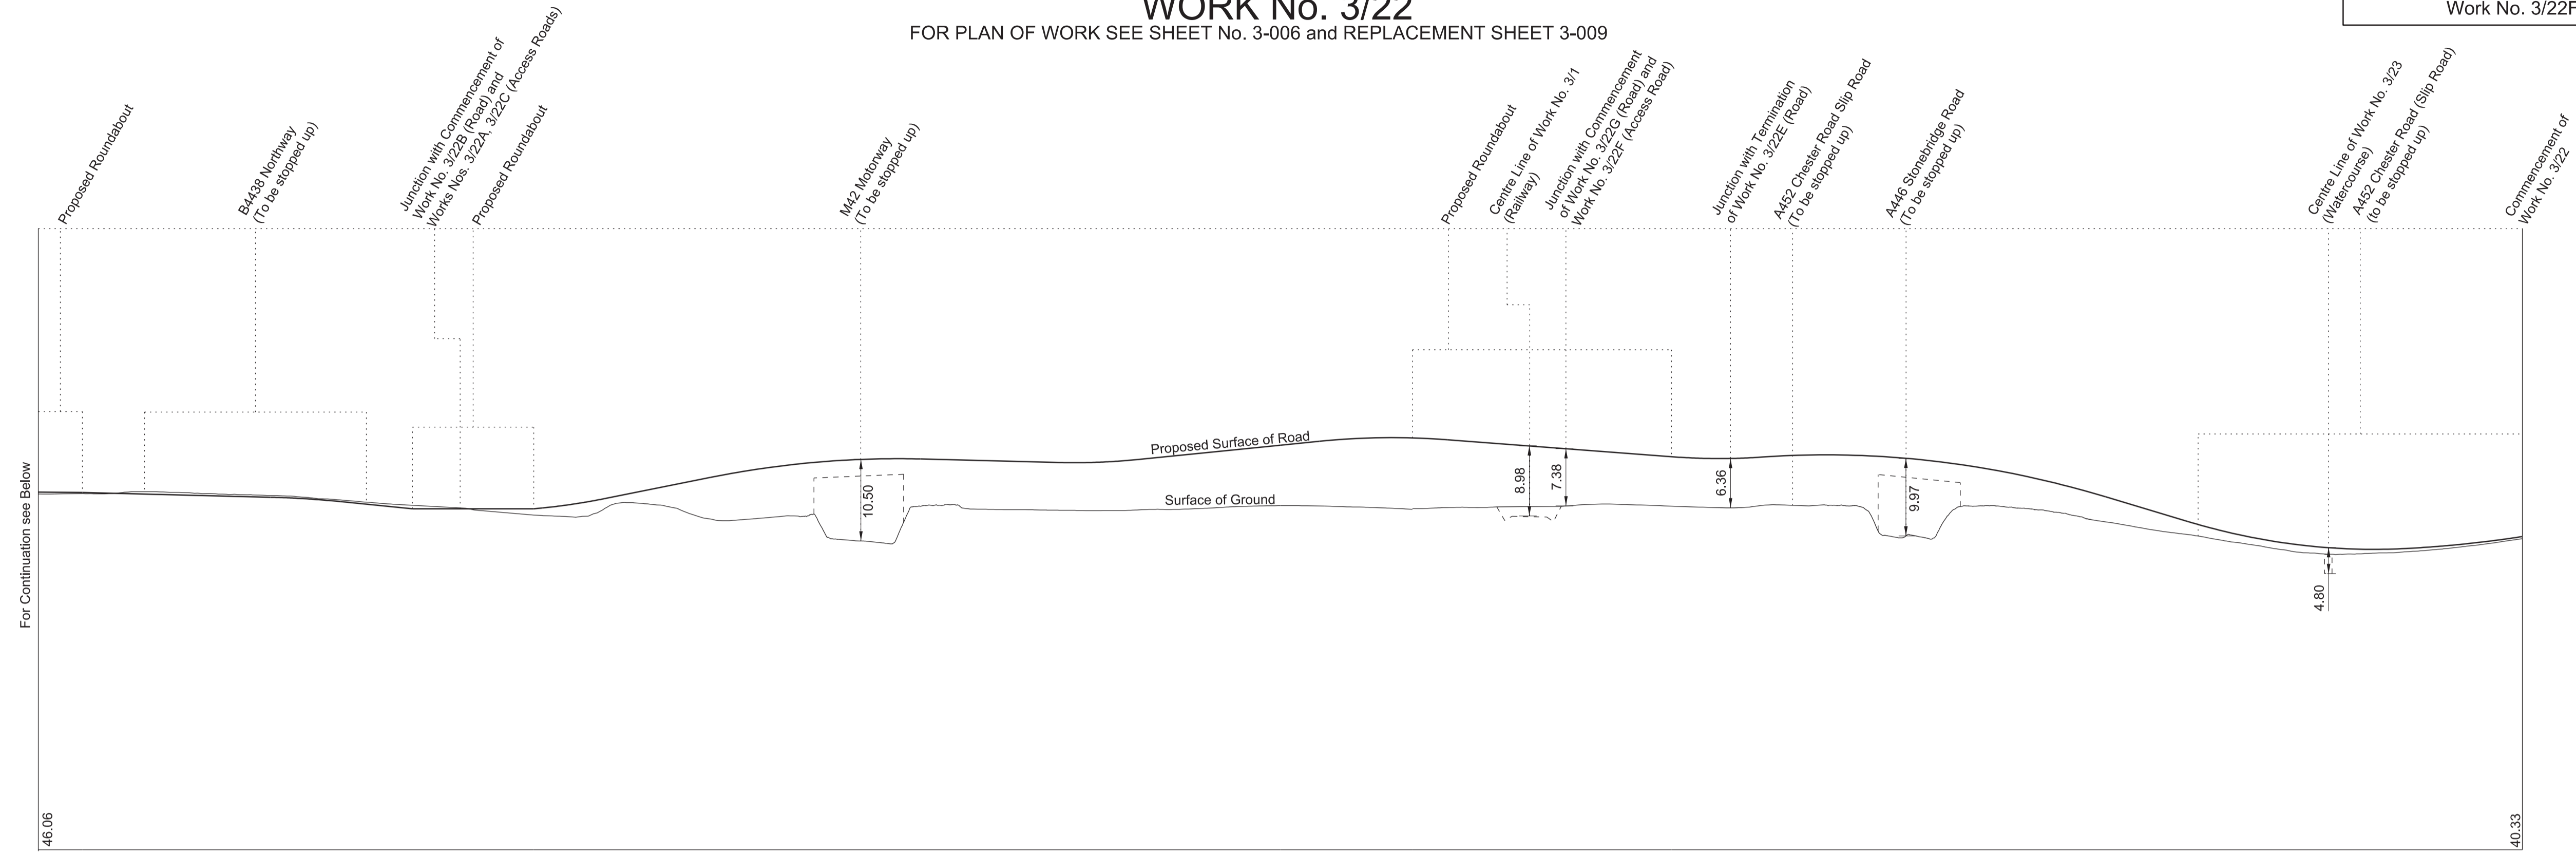 WORK No. 3/22
Work No. 3/22F
FOR PLAN OF WORK SEE SHEET No. 3-006 and REPLACEMENT SHEET 3-009
Proposed Roundabout
B4438 Northway
(To be stopped up)
Junction with Commencement of
Work No. 3/22B (Road) and
Works Nos. 3/22A, 3/22C (Access Roads)
Proposed Roundabout
M42 Motorway
(To be stopped up)
Proposed Roundabout
Centre Line of Work No. 3/1
(Railway)
Junction with Commencement
of Work No. 3/22G (Road) and
Work No. 3/22F (Access Road)
Junction with Termination
of Work No. 3/22E (Road)
A452 Chester Road Slip Road
(To be stopped up)
A446 Stonebridge Road
(To be stopped up)
Centre Line of Work No. 3/23
(Watercourse)
A452 Chester Road (Slip Road)
(to be stopped up)
Commencement of
Work No. 3/22
For Continuation see Below
Proposed Surface of Road
Surface of Ground
10.50
8.98
7.38
6.36
9.97
4.80
46.06
40.33